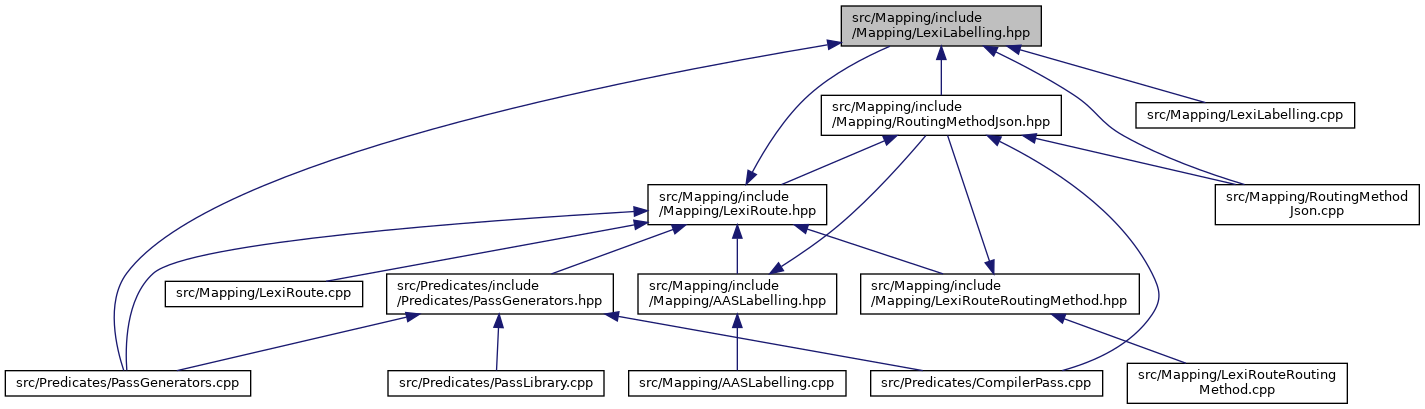 src/Mapping/include
/Mapping/LexiLabelling.hpp
src/Mapping/include
/Mapping/RoutingMethodJson.hpp
src/Mapping/LexiLabelling.cpp
src/Mapping/include
/Mapping/LexiRoute.hpp
src/Mapping/RoutingMethod
Json.cpp
src/Mapping/LexiRoute.cpp
src/Predicates/include
/Predicates/PassGenerators.hpp
src/Mapping/include
/Mapping/AASLabelling.hpp
src/Mapping/include
/Mapping/LexiRouteRoutingMethod.hpp
src/Predicates/PassGenerators.cpp
src/Predicates/PassLibrary.cpp
src/Mapping/AASLabelling.cpp
src/Predicates/CompilerPass.cpp
src/Mapping/LexiRouteRouting
Method.cpp